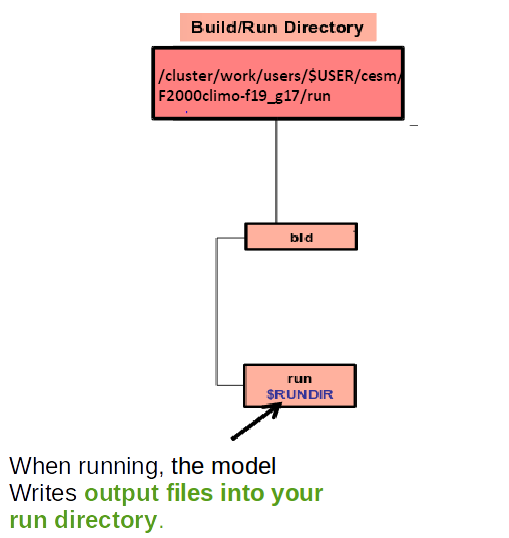 Build/Run Directory
/cluster/work/users/$USER/cesm/
F2000climo-f19_g17/run
bld
run
$RUNDIR
When running, the model
Writes output files into your
run directory.